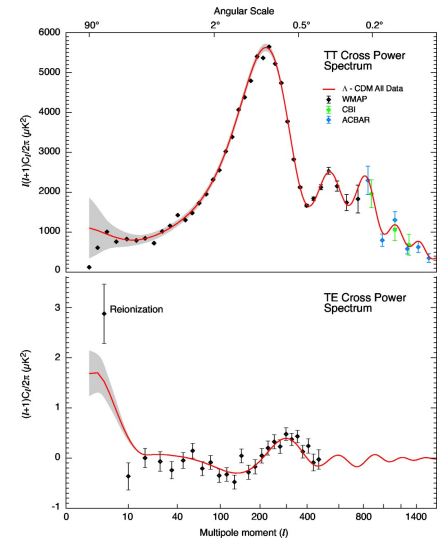 Angular Scale
90° 2° 0.5° 0.2°
6000
5000
4000
3000
2000
1000
0
l(l+1)Cl/2π (μK²)
TT Cross Power
Spectrum
Λ - CDM All Data
WMAP
CBI
ACBAR
TE Cross Power
Spectrum
Reionization
3
2
1
0
-1
(l+1)Cl/2π (μK²)
0 10 40 100 200 400 800 1400
Multipole moment (l)